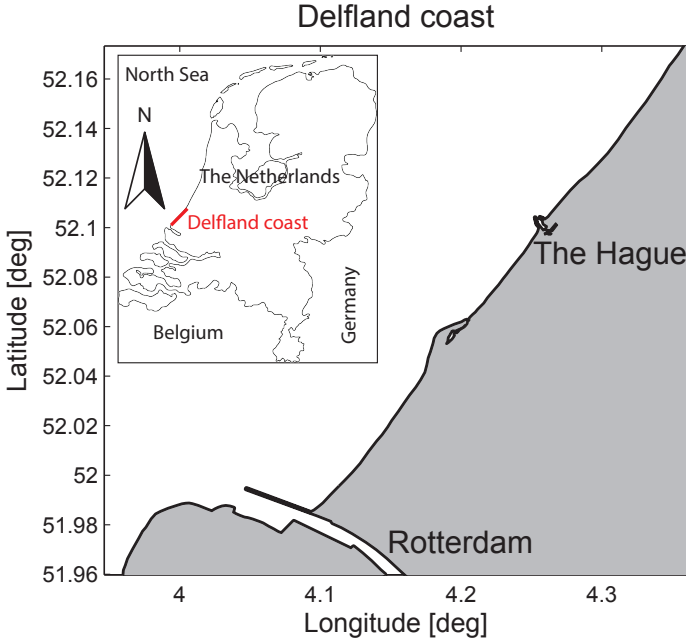 Delfland coast
North Sea
N
The Netherlands
Delfland coast
Belgium
Germany
The Hague
Rotterdam
Latitude [deg]
52.16
52.14
52.12
52.1
52.08
52.06
52.04
52.02
52
51.98
51.96
4
4.1
4.2
4.3
Longitude [deg]